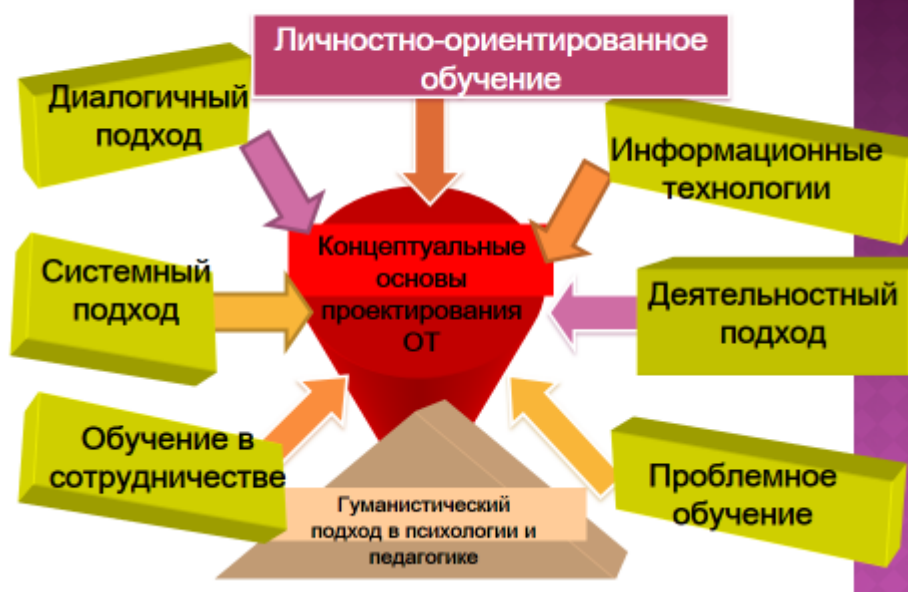 Личностно-ориентированное
обучение
Диалогичный
подход
Информационные
технологии
Концептуальные
основы
проектирования
ОТ
Системный
подход
Деятельностный
подход
Обучение в
сотрудничестве
Проблемное
обучение
Гуманистический
подход в психологии и
педагогике